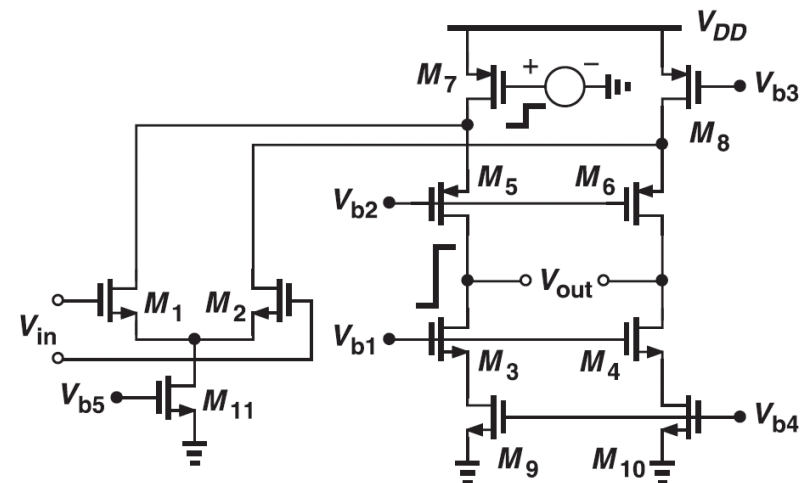 V_DD
M_7
+
−
V_b3
M_8
V_b2
M_5
M_6
M_1
M_2
V_in
V_out
V_b1
M_3
M_4
V_b5
M_11
V_b4
M_9
M_10